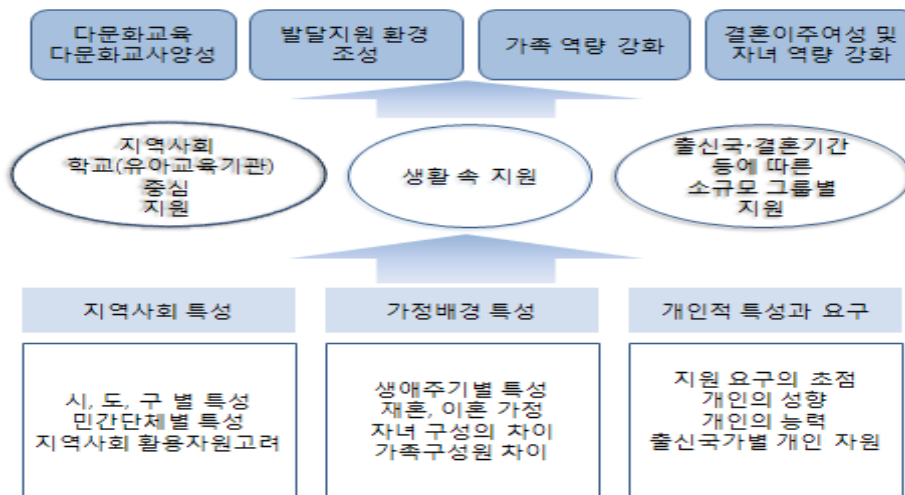 다문화교육
다문화교사양성
발달지원 환경
조성
가족 역량 강화
결혼이주여성 및
자녀 역량 강화
지역사회
학교(유아교육기관)
중심
지원
생활 속 지원
출신국·결혼기간
등에 따른
소규모 그룹별
지원
지역사회 특성
가정배경 특성
개인적 특성과 요구
시, 도, 구 별 특성
민간단체별 특성
지역사회 활용자원고려
생애주기별 특성
재혼, 이혼 가정
자녀 구성의 차이
가족구성원 차이
지원 요구의 초점
개인의 성향
개인의 능력
출신국가별 개인 자원